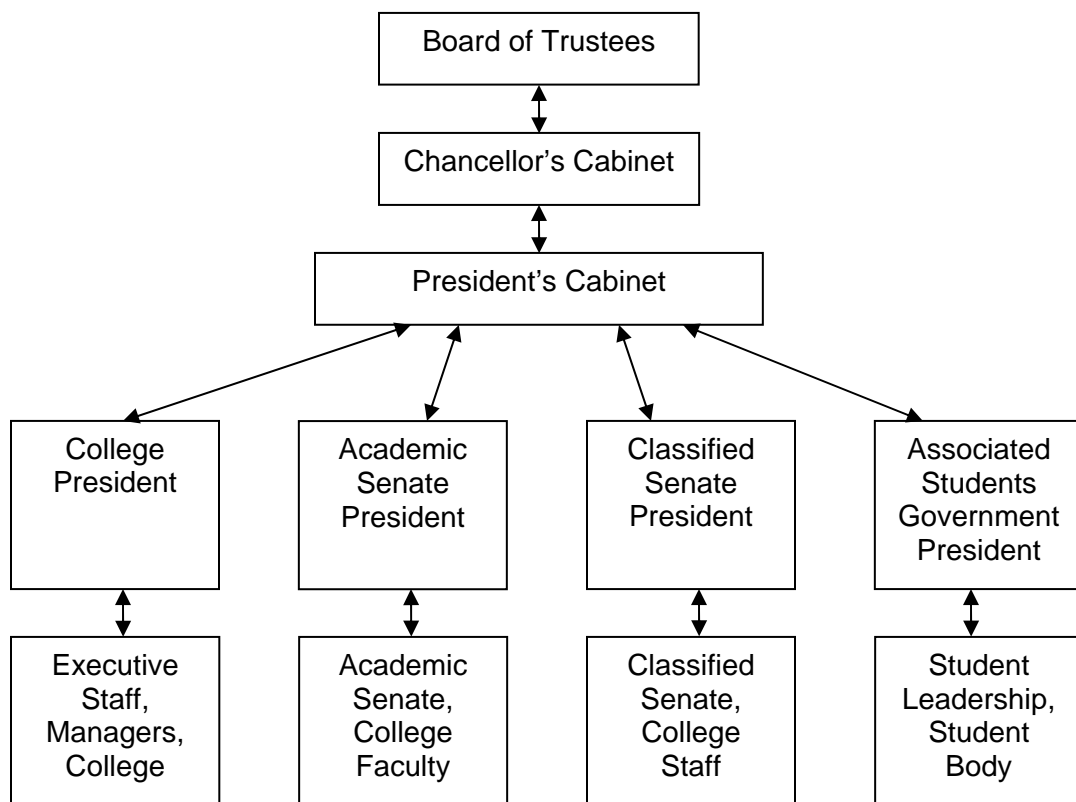 Board of Trustees
Chancellor’s Cabinet
President’s Cabinet
College
President
Academic
Senate
President
Classified
Senate
President
Associated
Students
Government
President
Executive
Staff,
Managers,
College
Academic
Senate,
College
Faculty
Classified
Senate,
College
Staff
Student
Leadership,
Student
Body